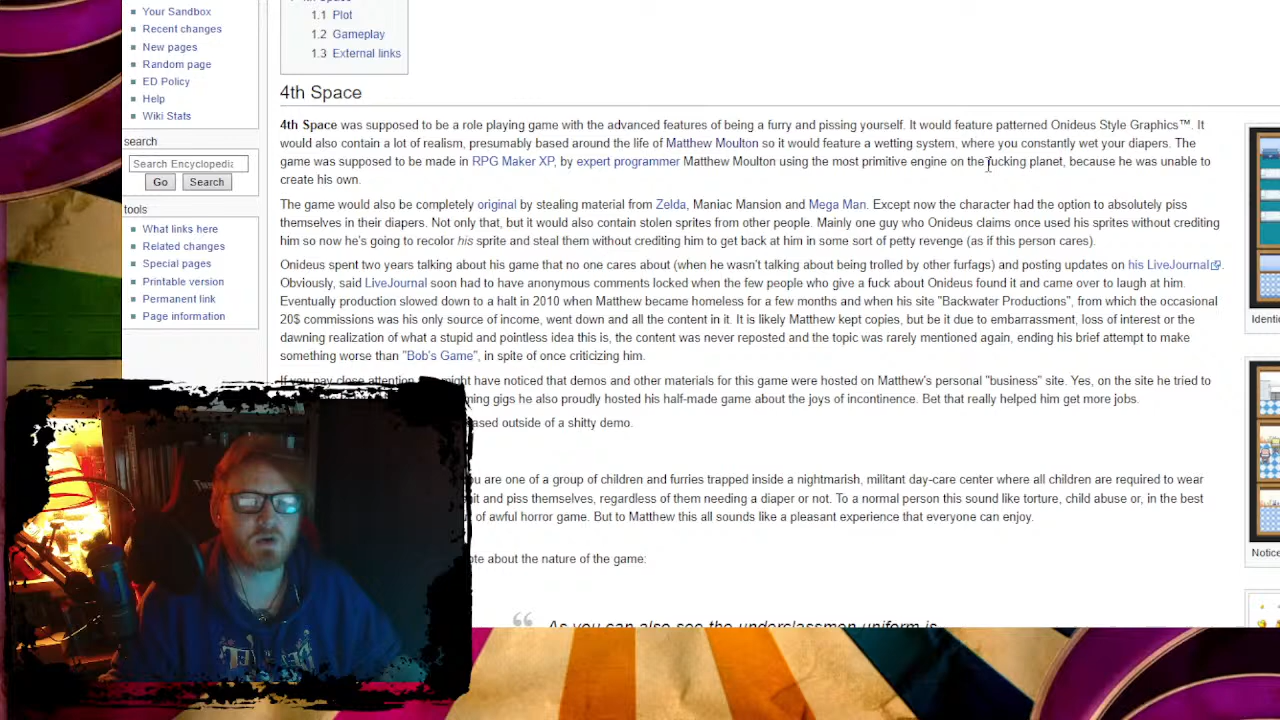 Your Sandbox
Recent changes
New pages
Random page
ED Policy
Help
Wiki Stats
search
Search Encyclopedia
Go Search
tools
What links here
Related changes
Special pages
Printable version
Permanent link
Page information
1.1 Plot
1.2 Gameplay
1.3 External links
4th Space
4th Space was supposed to be a role playing game with the advanced features of being a furry and pissing yourself. It would feature patterned Onideus Style Graphics™. It
would also contain a lot of realism, presumably based around the life of Matthew Moulton so it would feature a wetting system, where you constantly wet your diapers. The
game was supposed to be made in RPG Maker XP, by expert programmer Matthew Moulton using the most primitive engine on the fucking planet, because he was unable to
create his own.
The game would also be completely original by stealing material from Zelda, Maniac Mansion and Mega Man. Except now the character had the option to absolutely piss
themselves in their diapers. Not only that, but it would also contain stolen sprites from other people. Mainly one guy who Onideus claims once used his sprites without crediting
him so now he's going to recolor his sprite and steal them without crediting him to get back at him in some sort of petty revenge (as if this person cares).
Onideus spent two years talking about his game that no one cares about (when he wasn't talking about being trolled by other furfags) and posting updates on his LiveJournal.
Obviously, said LiveJournal soon had to have anonymous comments locked when the few people who give a fuck about Onideus found it and came over to laugh at him.
Eventually production slowed down to a halt in 2010 when Matthew became homeless for a few months and when his site "Backwater Productions", from which the occasional
20$ commissions was his only source of income, went down and all the content in it. It is likely Matthew kept copies, but be it due to embarrassment, loss of interest or the
dawning realization of what a stupid and pointless idea this is, the content was never reposted and the topic was rarely mentioned again, ending his brief attempt to make
something worse than "Bob's Game", in spite of once criticizing him.
If you pay close attention might have noticed that demos and other materials for this game were hosted on Matthew's personal "business" site. Yes, on the site he tried to
ming gigs he also proudly hosted his half-made game about the joys of incontinence. Bet that really helped him get more jobs.
ased outside of a shitty demo.
ou are one of a group of children and furries trapped inside a nightmarish, militant day-care center where all children are required to wear
it and piss themselves, regardless of them needing a diaper or not. To a normal person this sound like torture, child abuse or, in the best
t of awful horror game. But to Matthew this all sounds like a pleasant experience that everyone can enjoy.
ote about the nature of the game:
As you can also see the underclassmen uniform is
Identic
Notice